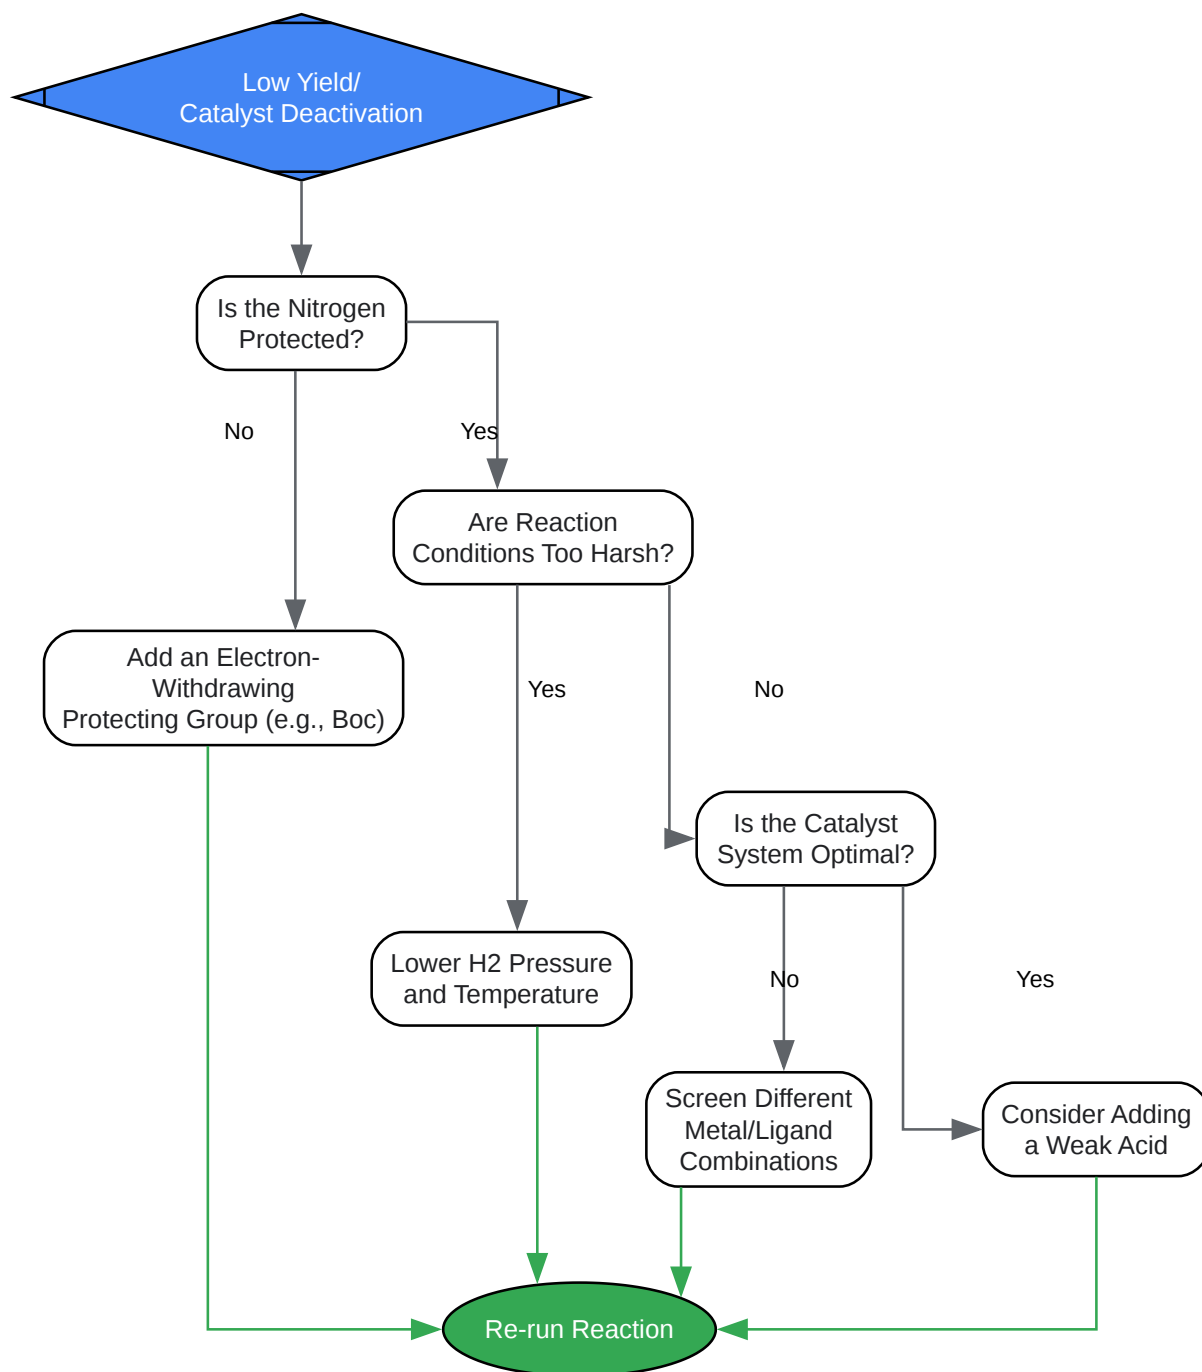 Low Yield/
Catalyst Deactivation
Is the Nitrogen
Protected?
No
Yes
Are Reaction
Conditions Too Harsh?
Add an Electron-
Withdrawing
Protecting Group (e.g., Boc)
Yes
No
Is the Catalyst
System Optimal?
Lower H2 Pressure
and Temperature
No
Yes
Screen Different
Metal/Ligand
Combinations
Consider Adding
a Weak Acid
Re-run Reaction